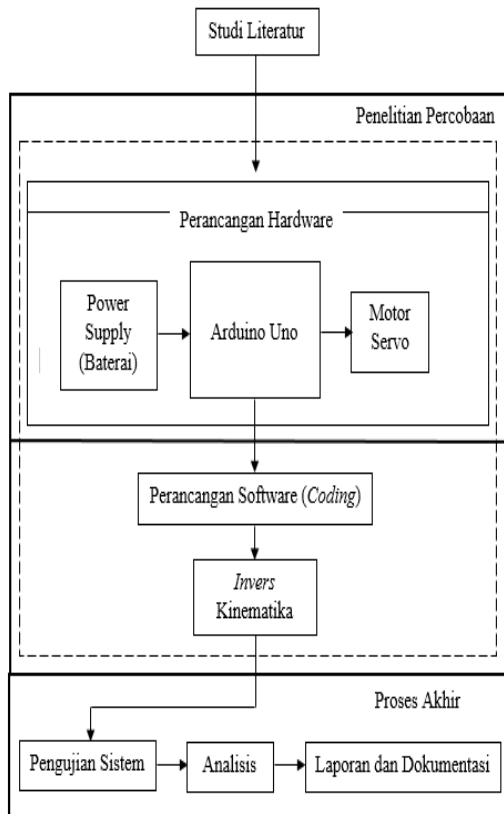 Studi Literatur
Penelitian Percobaan
Perancangan Hardware
Power
Supply
(Baterai)
Arduino Uno
Motor
Servo
Perancangan Software (Coding)
Invers
Kinematika
Proses Akhir
Pengujian Sistem
Analisis
Laporan dan Dokumentasi